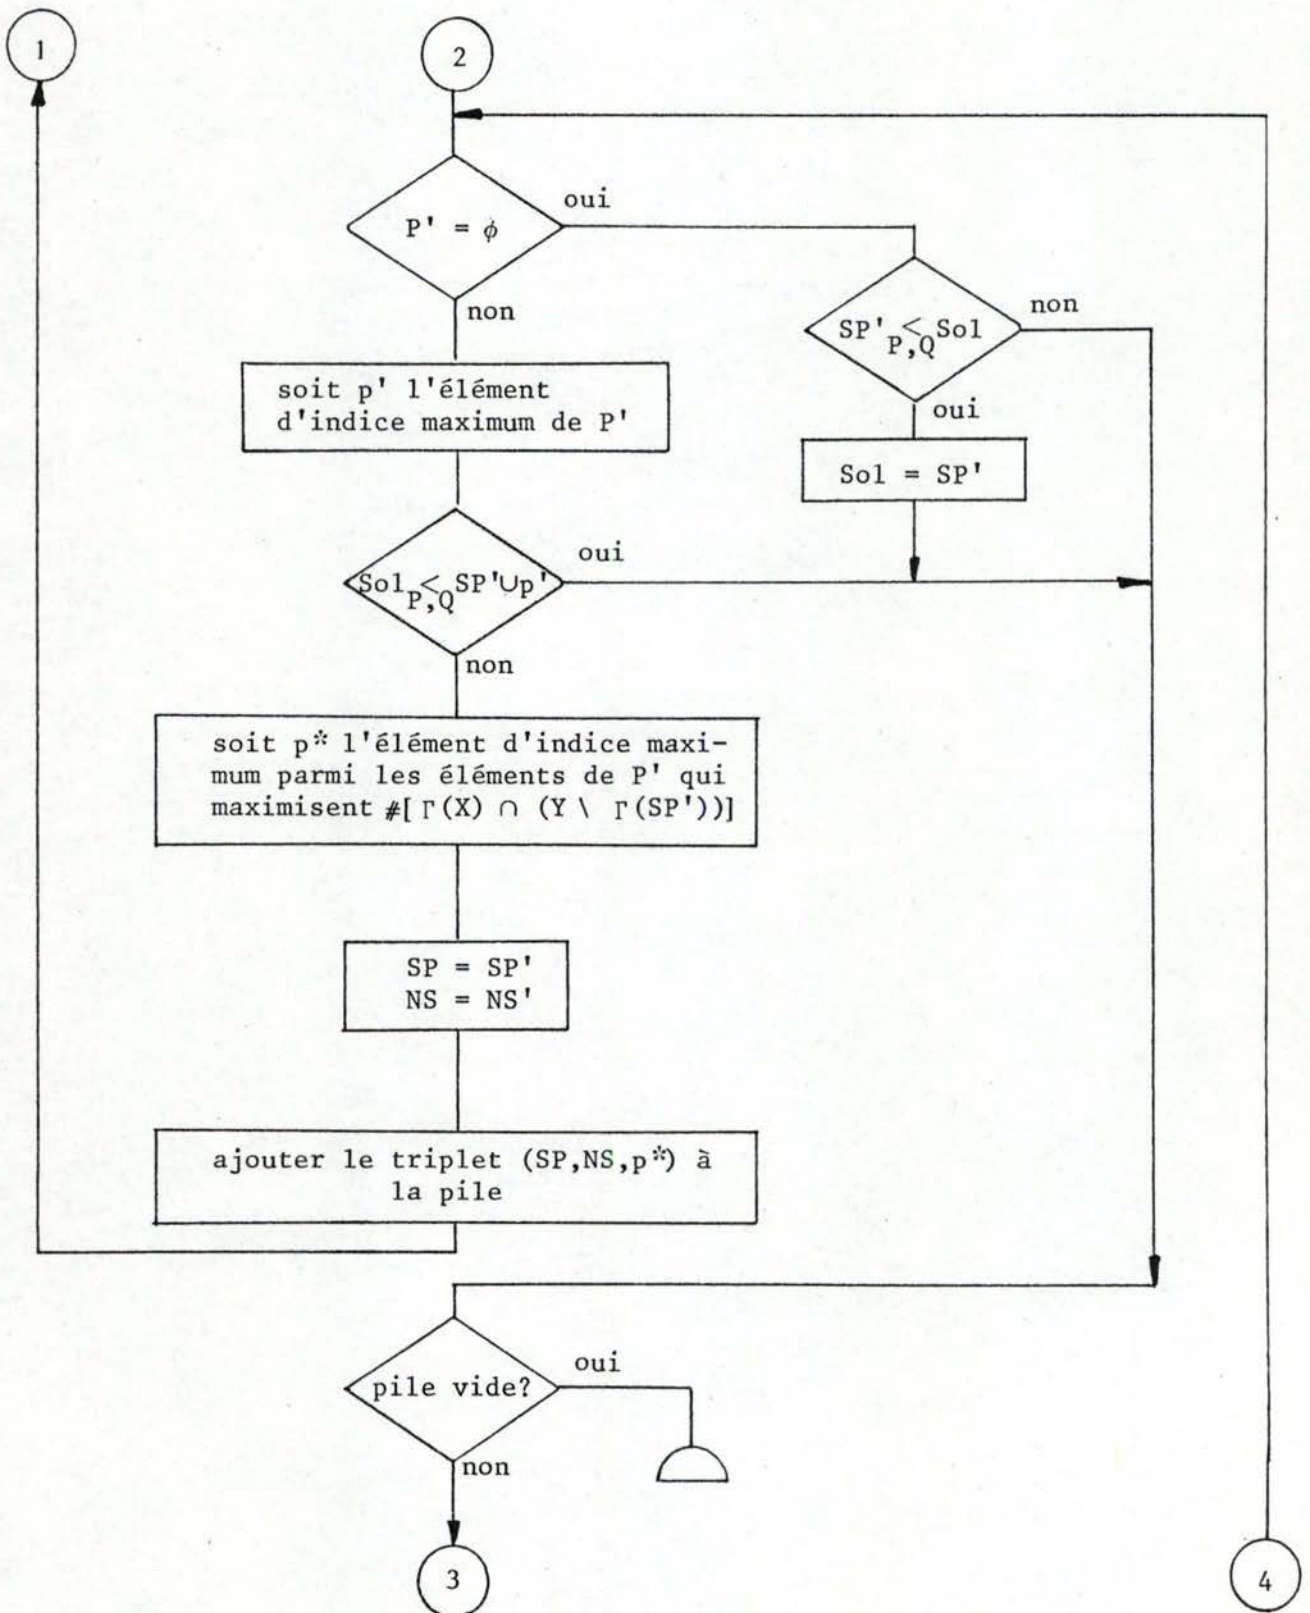 1
2
P' = ϕ
oui
non
SP' < Sol
P,Q
non
oui
soit p' l'élément
d'indice maximum de P'
Sol = SP'
Sol < SP'∪p'
P,Q
oui
non
soit p* l'élément d'indice maxi-
mum parmi les éléments de P' qui
maximisent #[ Γ(X) ∩ (Y \ Γ(SP'))]
SP = SP'
NS = NS'
ajouter le triplet (SP,NS,p*) à
la pile
pile vide?
oui
non
3
4